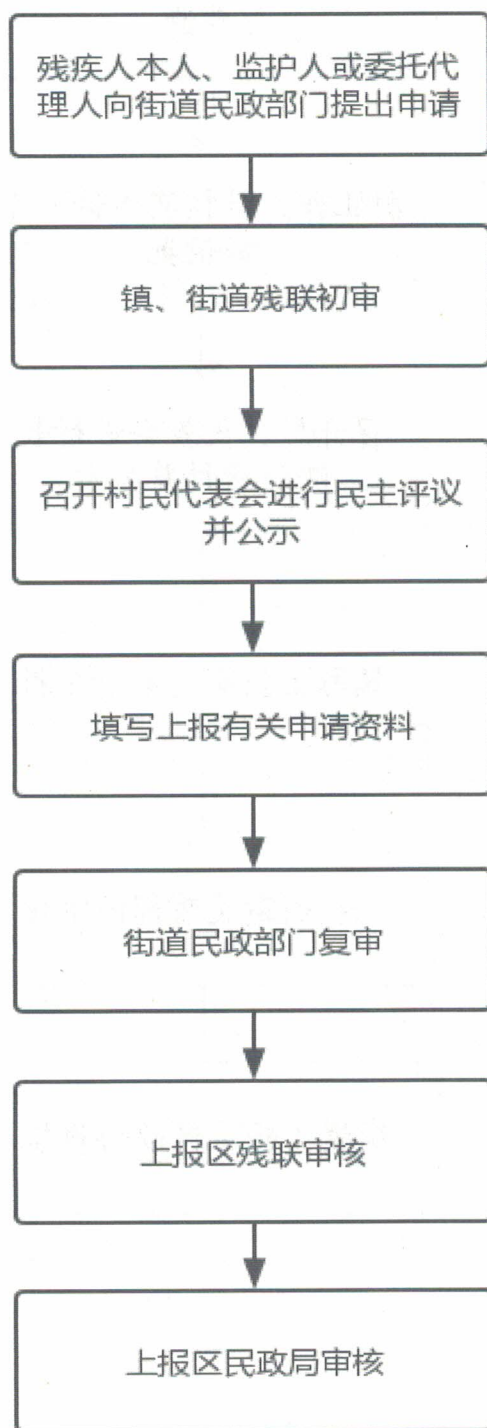 残疾人本人、监护人或委托代
理人向街道民政部门提出申请
镇、街道残联初审
召开村民代表会进行民主评议
并公示
填写上报有关申请资料
街道民政部门复审
上报区残联审核
上报区民政局审核